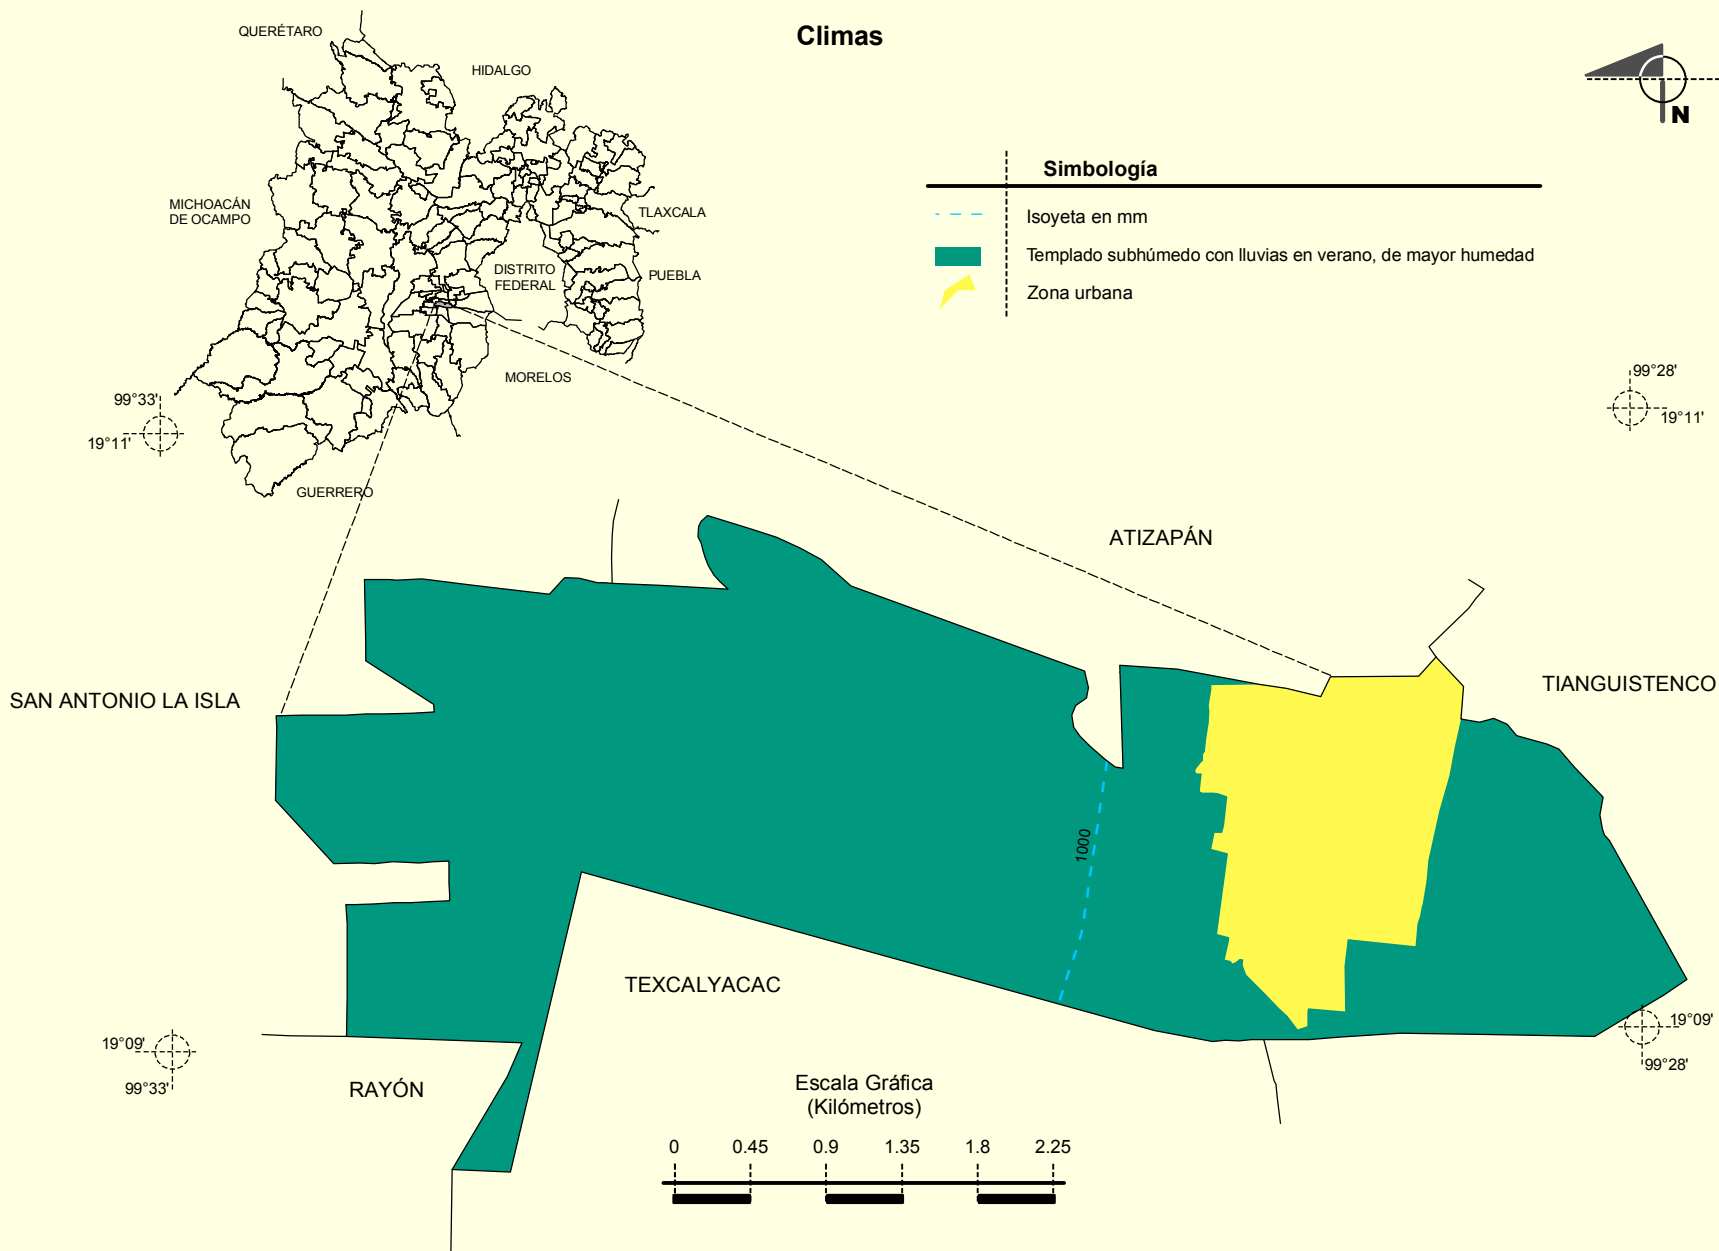 Climas
QUERÉTARO
HIDALGO
MICHOACÁN
DE OCAMPO
TLAXCALA
DISTRITO
FEDERAL
PUEBLA
MORELOS
GUERRERO
N
Simbología
Isoyeta en mm
Templado subhúmedo con lluvias en verano, de mayor humedad
Zona urbana
99°33'
19°11'
99°28'
19°11'
ATIZAPÁN
SAN ANTONIO LA ISLA
TIANGUISTENCO
1000
TEXCALYACAC
RAYÓN
19°09'
99°33'
19°09'
99°28'
Escala Gráfica
(Kilómetros)
0 0.45 0.9 1.35 1.8 2.25